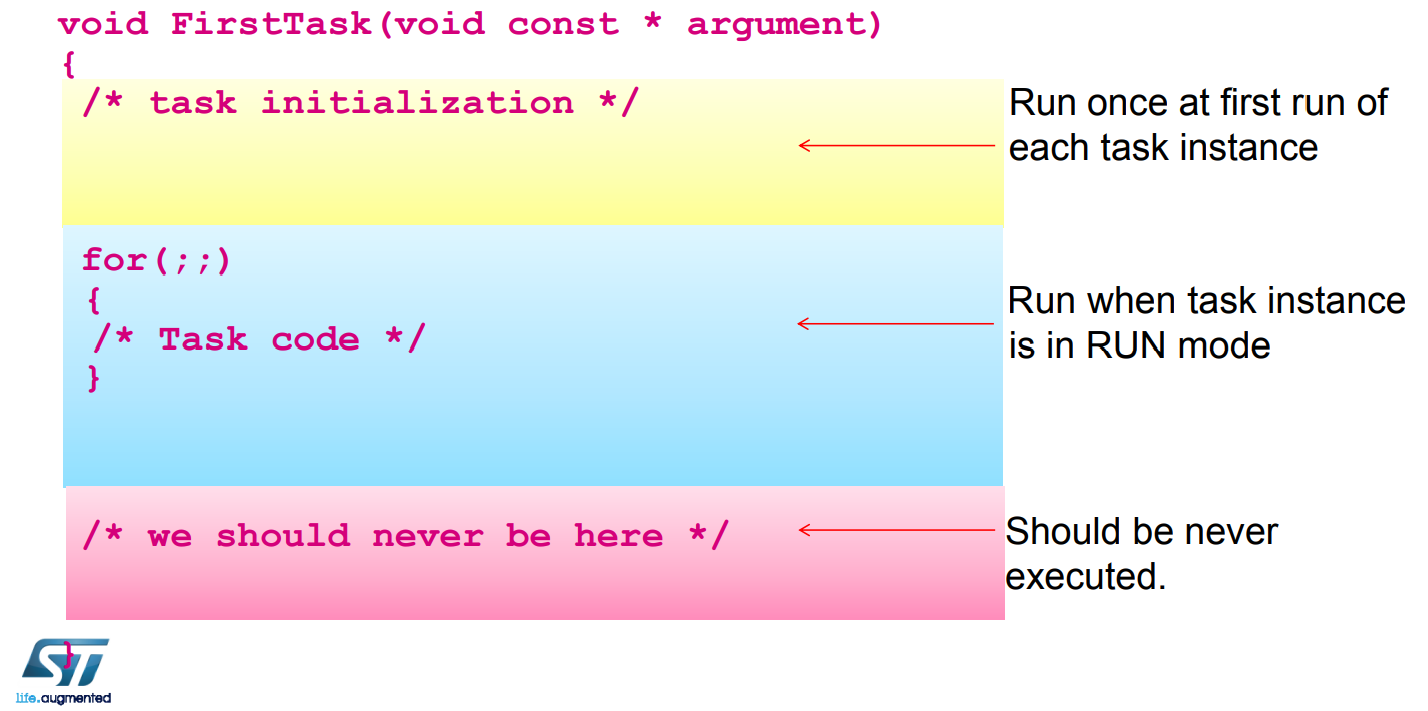 void FirstTask(void const * argument)
{
/* task initialization */
Run once at first run of
each task instance
for(;;)
{
/* Task code */
}
Run when task instance
is in RUN mode
/* we should never be here */
Should be never
executed.
}
ST
life.augmented